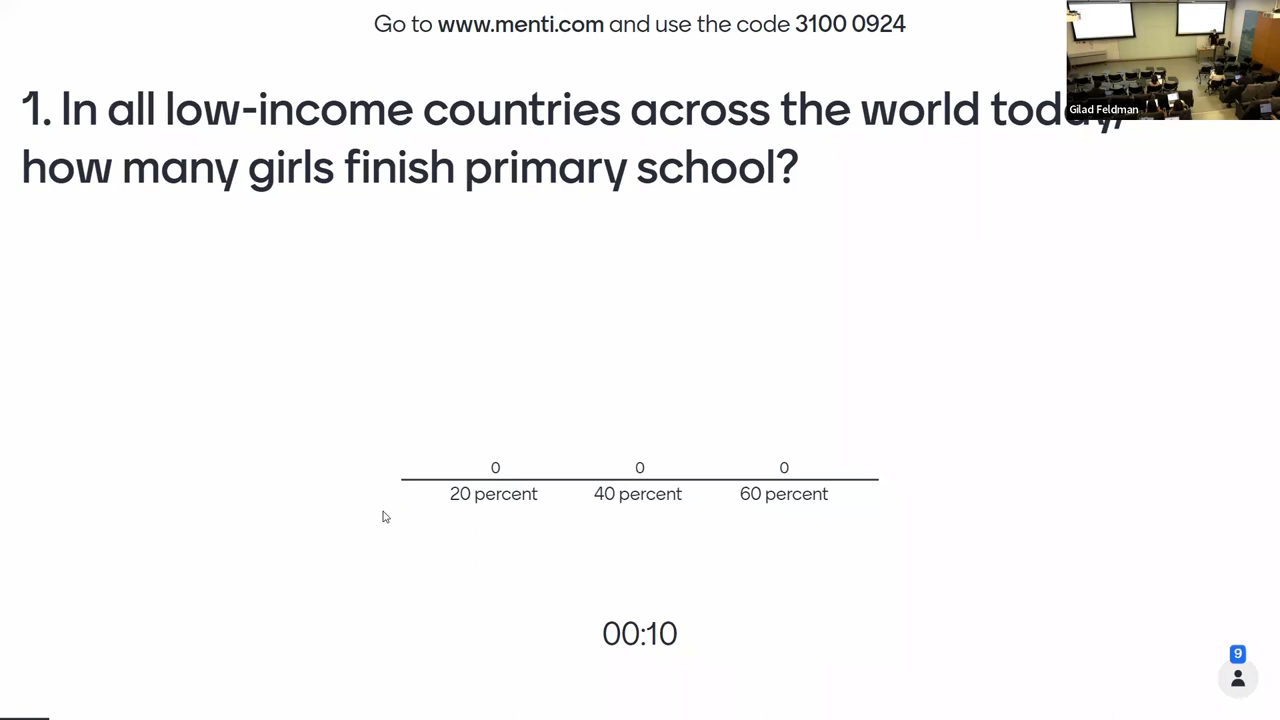 Go to www.menti.com and use the code 3100 0924
1. In all low-income countries across the world today,
how many girls finish primary school?
Gilad Feldman
0 0 0
20 percent 40 percent 60 percent
00:10
9